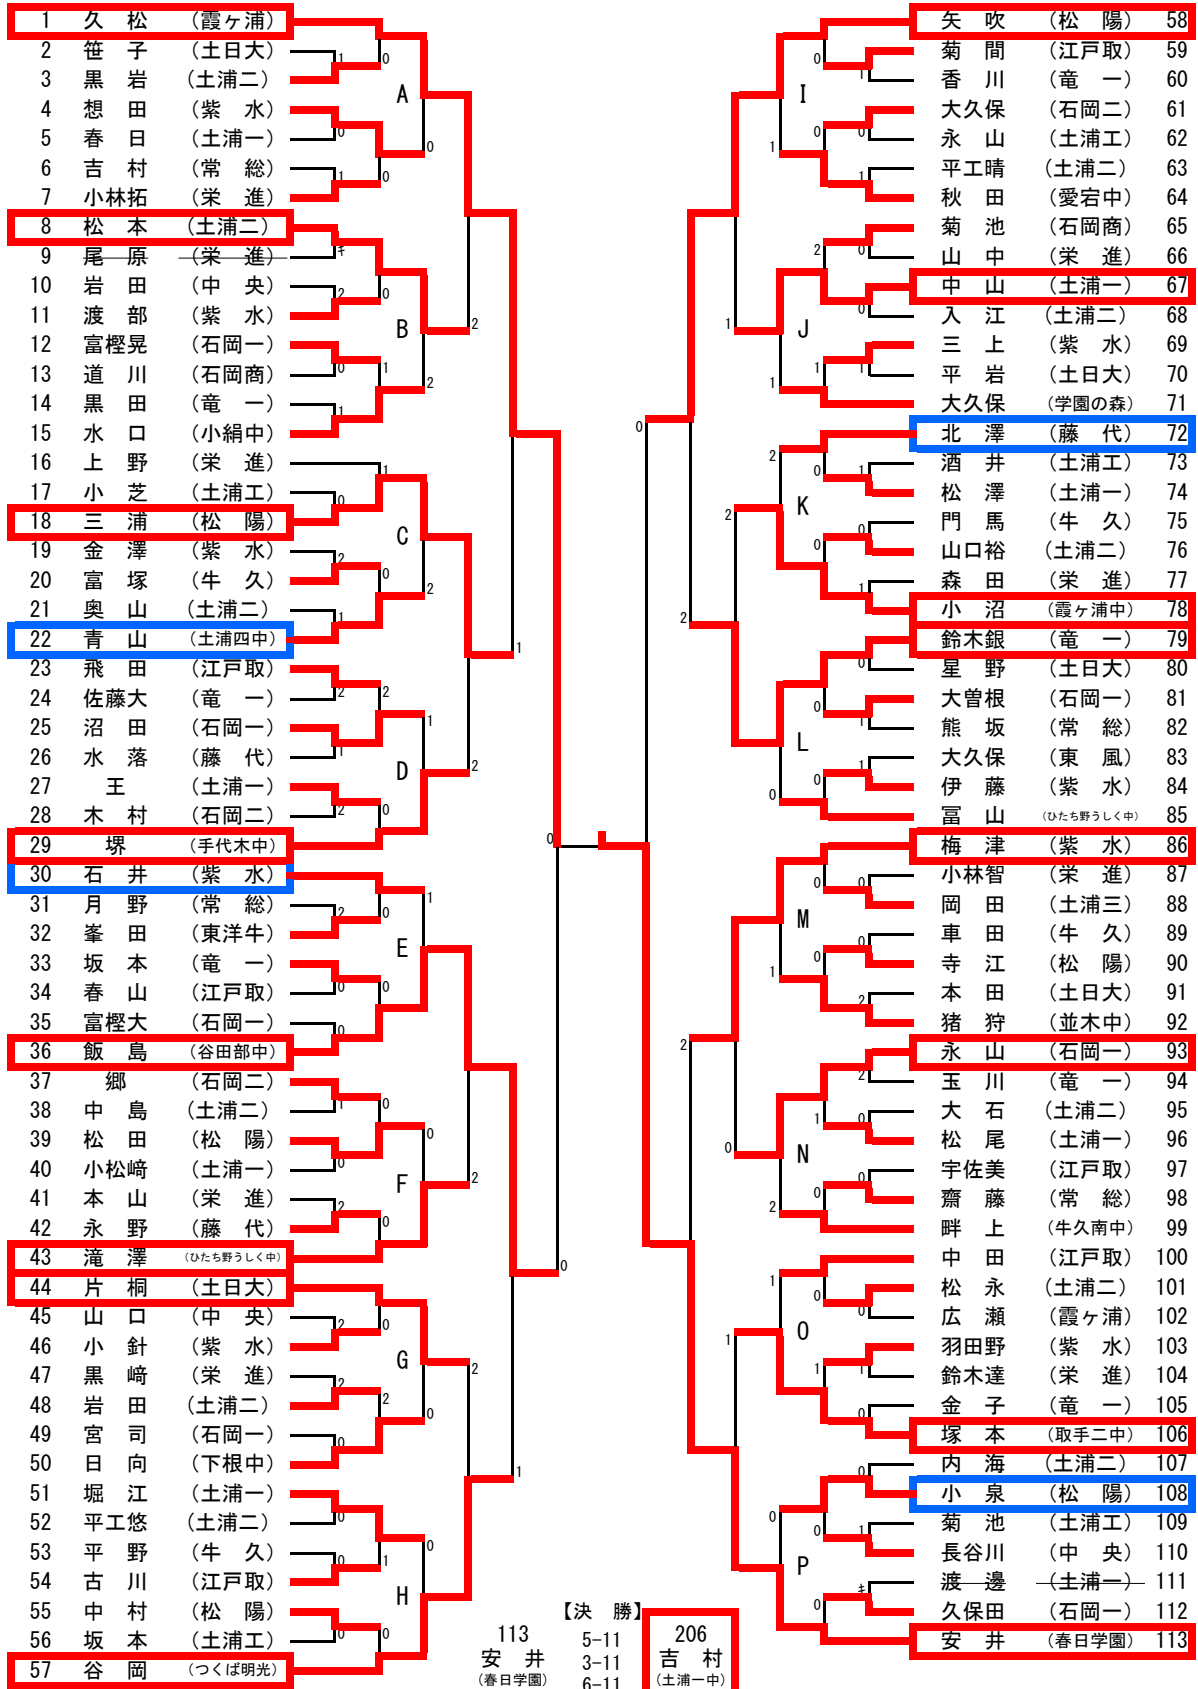 1 久松 (霞ヶ浦)
2 笹子 (土日大)
3 黒岩 (土浦二)
4 想田 (紫水)
5 春日 (土浦一)
6 吉村 (常総)
7 小林拓 (栄進)
8 松本 (土浦二)
9 尾原 (栄進)
10 岩田 (中央)
11 渡部 (紫水)
12 富樫晃 (石岡一)
13 道川 (石岡商)
14 黒田 (竜一)
15 水口 (小絹中)
16 上野 (栄進)
17 小芝 (土浦工)
18 三浦 (松陽)
19 金澤 (紫水)
20 富塚 (牛久)
21 奥山 (土浦二)
22 青山 (土浦四中)
23 飛田 (江戸取)
24 佐藤大 (竜一)
25 沼田 (石岡一)
26 水落 (藤代)
27 王 (土浦一)
28 木村 (石岡二)
29 堺 (手代木中)
30 石井 (紫水)
31 月野 (常総)
32 峯田 (東洋牛)
33 坂本 (竜一)
34 春山 (江戸取)
35 富樫大 (石岡一)
36 飯島 (谷田部中)
37 郷 (石岡二)
38 中島 (土浦二)
39 松田 (松陽)
40 小松﨑 (土浦一)
41 本山 (栄進)
42 永野 (藤代)
43 滝澤 (ひたち野うしく中)
44 片桐 (土日大)
45 山口 (中央)
46 小針 (紫水)
47 黒﨑 (栄進)
48 岩田 (土浦二)
49 宮司 (石岡一)
50 日向 (下根中)
51 堀江 (土浦一)
52 平工悠 (土浦二)
53 平野 (牛久)
54 古川 (江戸取)
55 中村 (松陽)
56 坂本 (土浦工)
57 谷岡 (つくば明光)
A
B
C
D
E
F
G
H
I
J
K
L
M
N
O
P
矢吹 (松陽) 58
菊間 (江戸取) 59
香川 (竜一) 60
大久保 (石岡二) 61
永山 (土浦工) 62
平工晴 (土浦二) 63
秋田 (愛宕中) 64
菊池 (石岡商) 65
山中 (栄進) 66
中山 (土浦一) 67
入江 (土浦二) 68
三上 (紫水) 69
平岩 (土日大) 70
大久保 (学園の森) 71
北澤 (藤代) 72
酒井 (土浦工) 73
松澤 (土浦一) 74
門馬 (牛久) 75
山口裕 (土浦二) 76
森田 (栄進) 77
小沼 (霞ヶ浦中) 78
鈴木銀 (竜一) 79
星野 (土日大) 80
大曽根 (石岡一) 81
熊坂 (常総) 82
大久保 (東風) 83
伊藤 (紫水) 84
冨山 (ひたち野うしく中) 85
梅津 (紫水) 86
小林智 (栄進) 87
岡田 (土浦三) 88
車田 (牛久) 89
寺江 (松陽) 90
本田 (土日大) 91
猪狩 (並木中) 92
永山 (石岡一) 93
玉川 (竜一) 94
大石 (土浦二) 95
松尾 (土浦一) 96
宇佐美 (江戸取) 97
齋藤 (常総) 98
畔上 (牛久南中) 99
中田 (江戸取) 100
松永 (土浦二) 101
広瀬 (霞ヶ浦) 102
羽田野 (紫水) 103
鈴木達 (栄進) 104
金子 (竜一) 105
塚本 (取手二中) 106
内海 (土浦二) 107
小泉 (松陽) 108
菊池 (土浦工) 109
長谷川 (中央) 110
渡邊 (土浦一) 111
久保田 (石岡一) 112
安井 (春日学園) 113
【決勝】
113 5-11 206
安井 3-11 吉村
(春日学園) 6-11 (土浦一中)